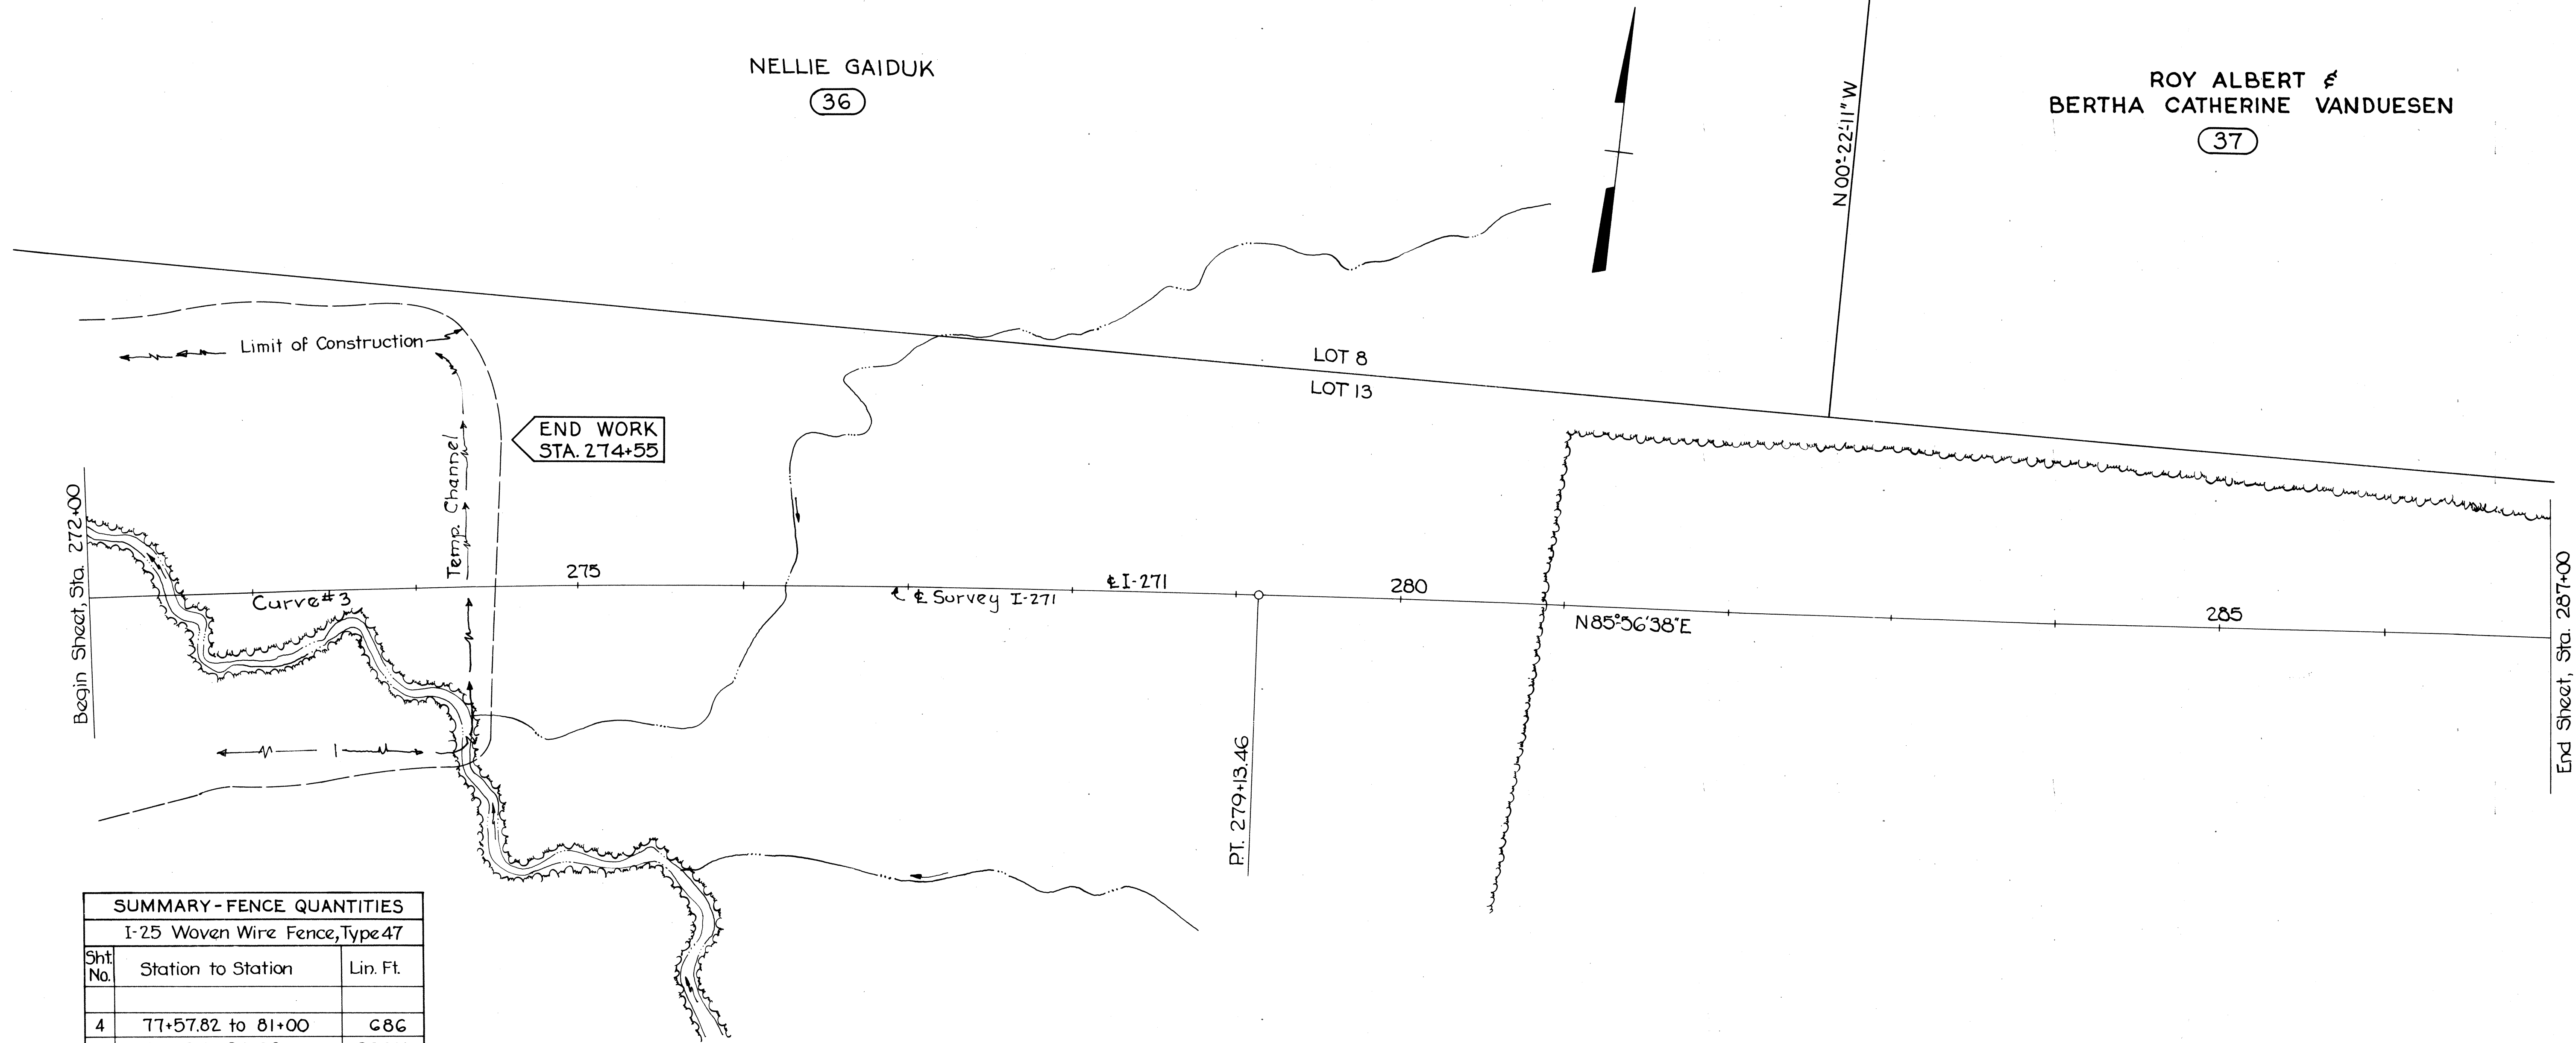 NELLIE GAIDUK
36
ROY ALBERT &
BERTHA CATHERINE VANDUESEN
37
N 00°-22'-11" W
Limit of Construction
LOT 8
LOT 13
END WORK
STA. 274+55
Temp. Channel
Begin Sheet, Sta. 272+00
275
Curve #3
℄ Survey I-271
℄ I-271
280
N 85°-56'38"E
285
End Sheet, Sta. 287+00
P.T. 279+13.46
SUMMARY-FENCE QUANTITIES
I-25 Woven Wire Fence, Type 47
Sht. No. Station to Station Lin. Ft.
4 77+57.82 to 81+00 686